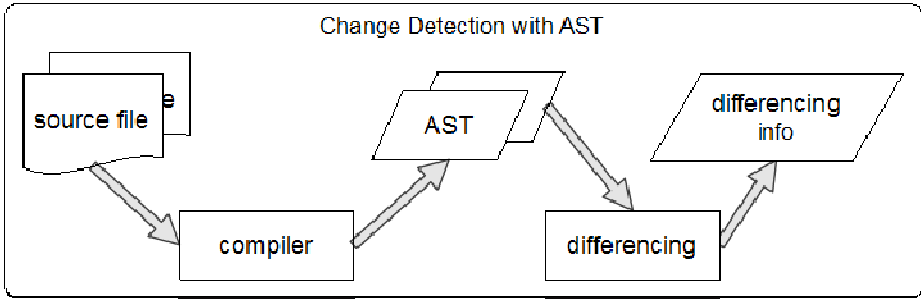 Change Detection with AST
source file
e
AST
differencing
info
compiler
differencing